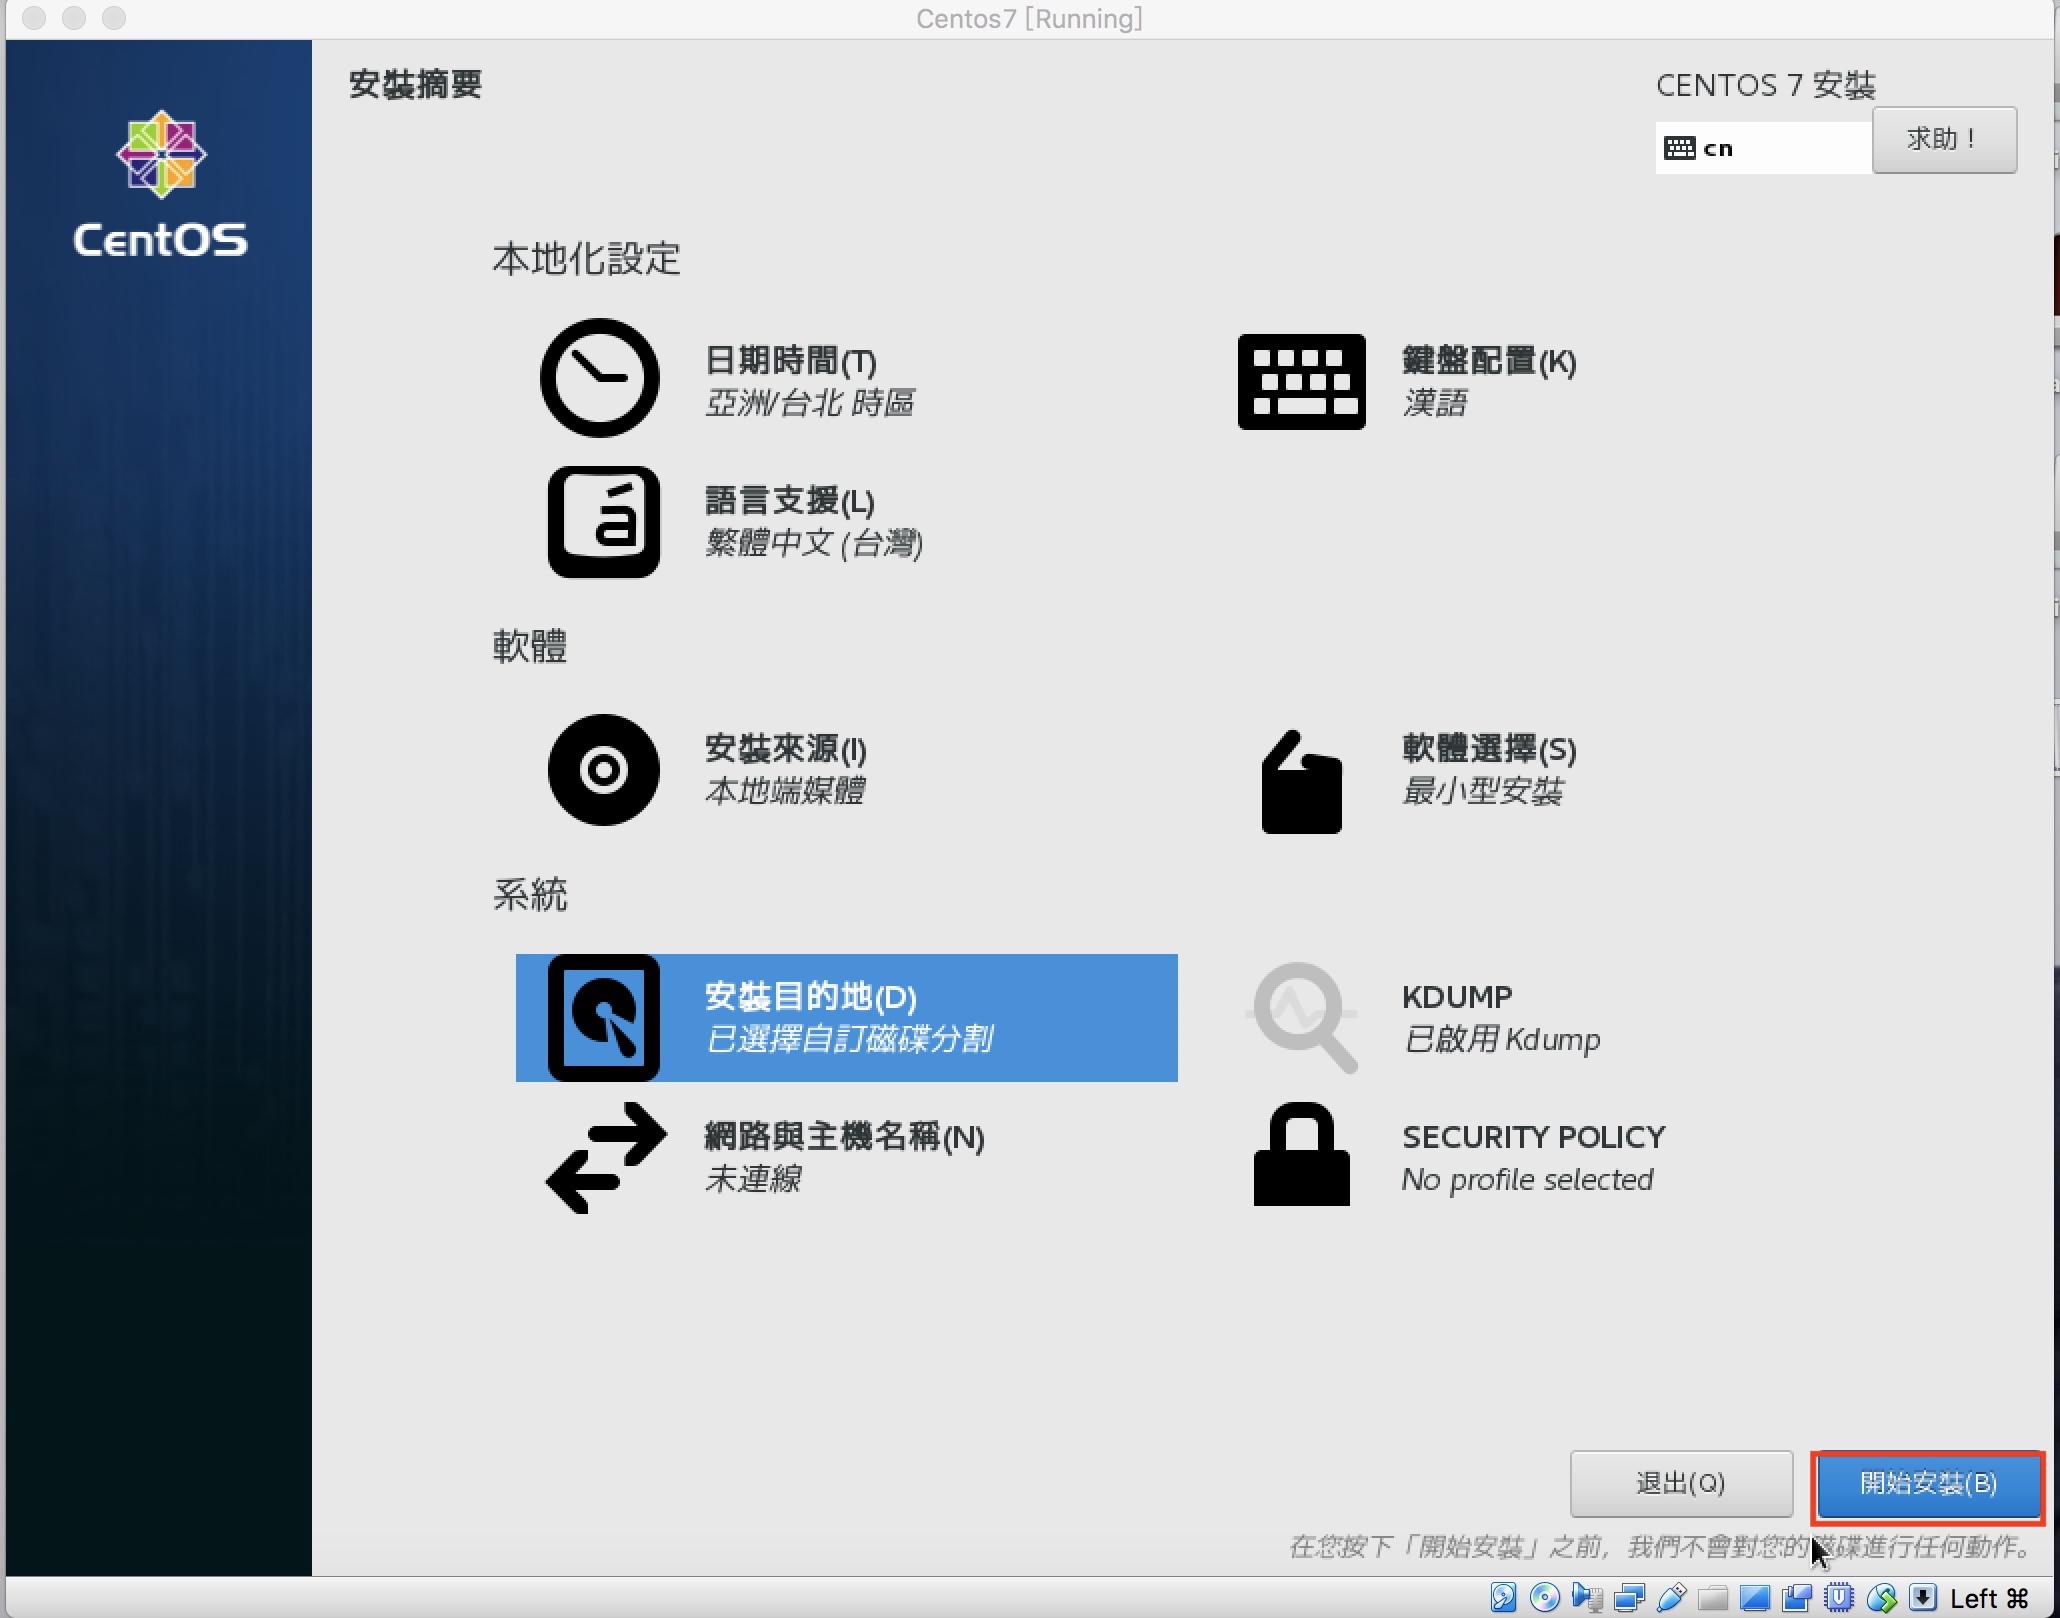 Centos7 [Running]
安裝摘要
CENTOS 7 安裝
cn
求助！
CentOS
本地化設定
日期時間(T)
亞洲/台北 時區
鍵盤配置(K)
漢語
語言支援(L)
繁體中文 (台灣)
軟體
安裝來源(I)
本地端媒體
軟體選擇(S)
最小型安裝
系統
安裝目的地(D)
已選擇自訂磁碟分割
KDUMP
已啟用 Kdump
網路與主機名稱(N)
未連線
SECURITY POLICY
No profile selected
退出(Q)
開始安裝(B)
在您按下「開始安裝」之前，我們不會對您的磁碟進行任何動作。
Left ⌘